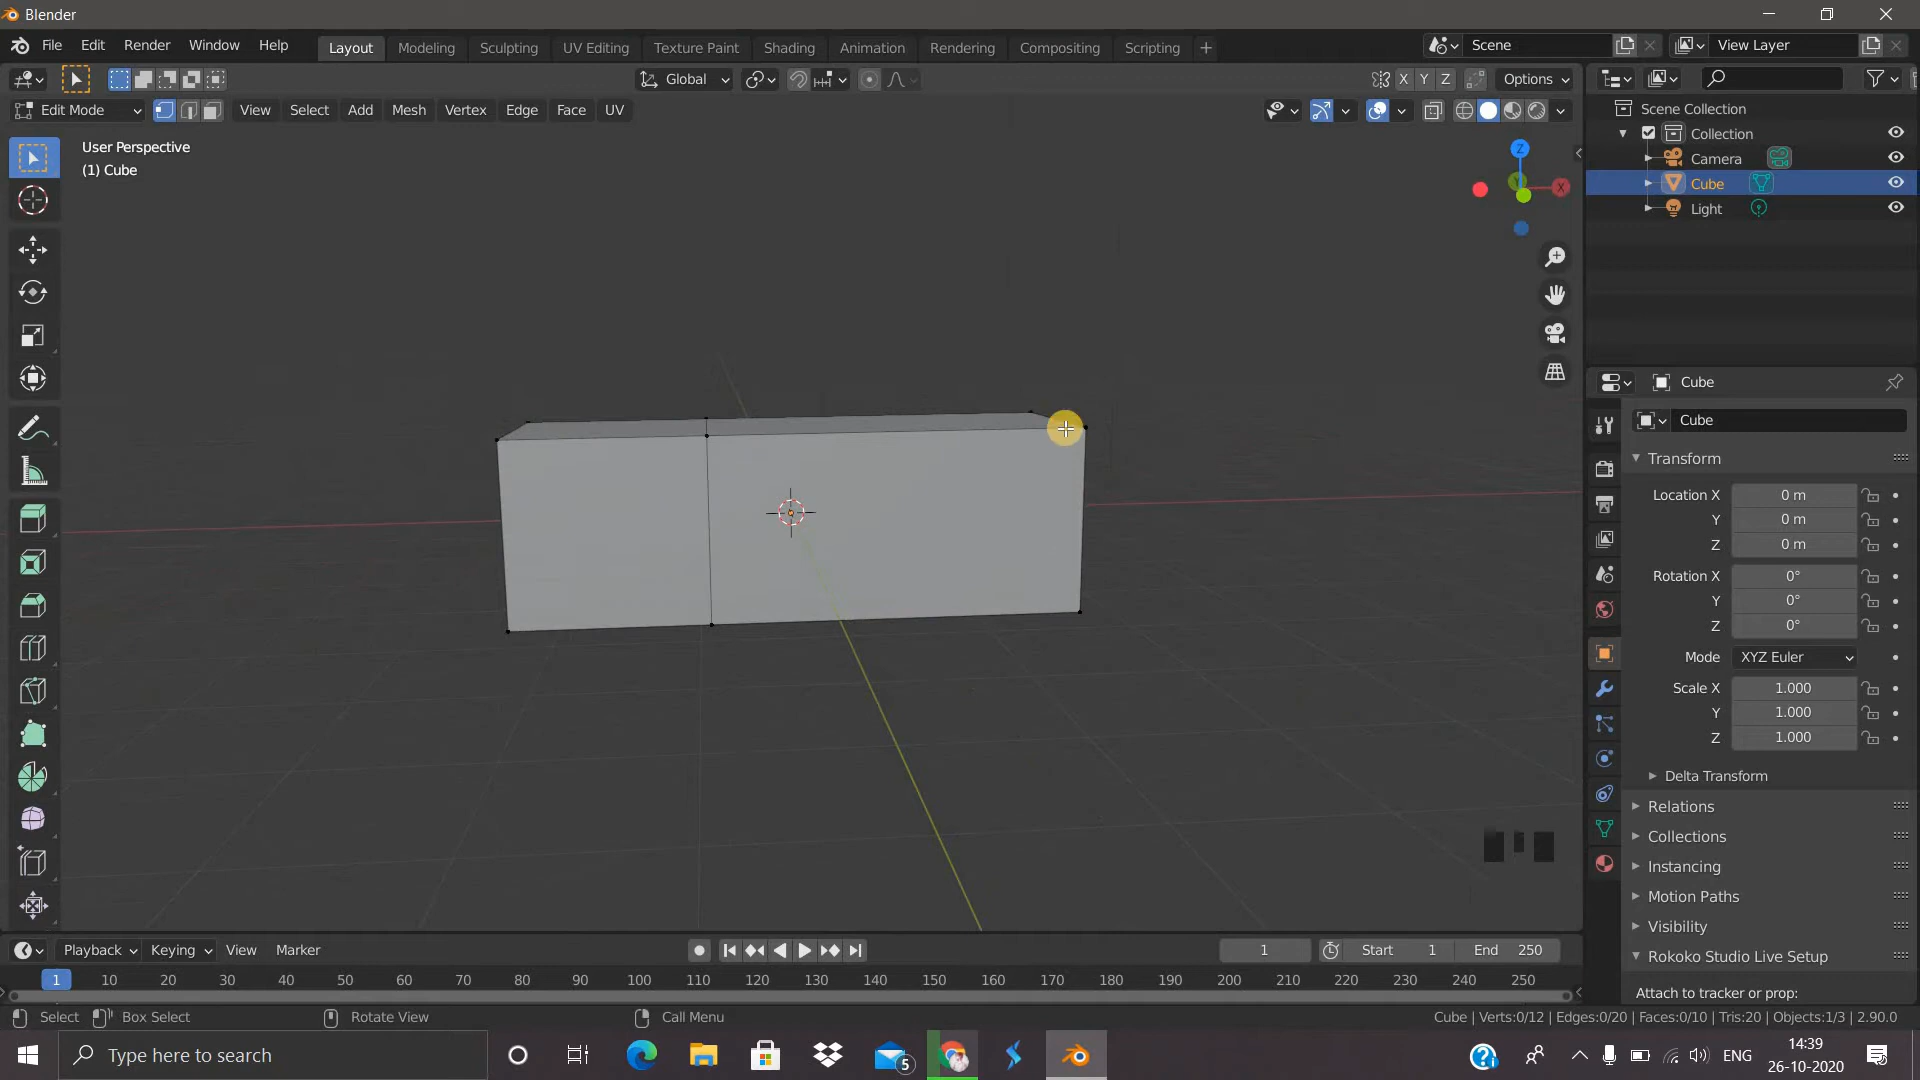 Blender
File Edit Render Window Help Layout Modeling Sculpting UV Editing Texture Paint Shading Animation Rendering Compositing Scripting + Scene View Layer
Global X Y Z Options
Edit Mode View Select Add Mesh Vertex Edge Face UV
User Perspective
(1) Cube
Z
X
Scene Collection
Collection
Camera
Cube
Light
Cube
Cube
Transform
Location X 0 m
Y 0 m
Z 0 m
Rotation X 0°
Y 0°
Z 0°
Mode XYZ Euler
Scale X 1.000
Y 1.000
Z 1.000
Delta Transform
Relations
Collections
Instancing
Motion Paths
Visibility
Rokoko Studio Live Setup
Attach to tracker or prop:
Playback Keying View Marker 1 Start 1 End 250
1 10 20 30 40 50 60 70 80 90 100 110 120 130 140 150 160 170 180 190 200 210 220 230 240 250
Select Box Select Rotate View Call Menu Cube | Verts:0/12 | Edges:0/20 | Faces:0/10 | Tris:20 | Objects:1/3 | 2.90.0
Type here to search 5 ENG 14:39
26-10-2020